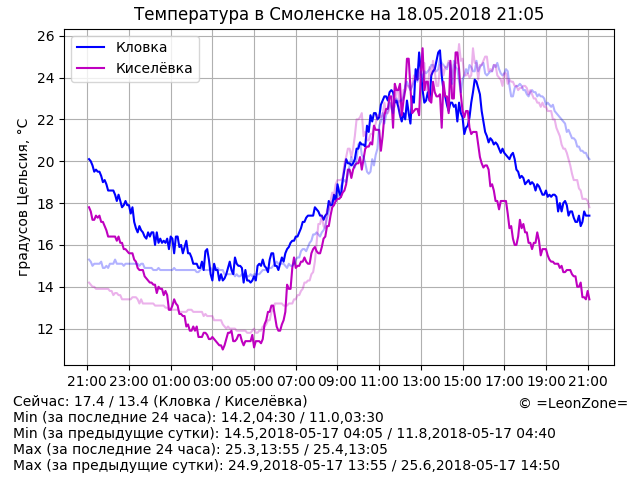 Температура в Смоленске на 18.05.2018 21:05
Кловка
Киселёвка
градусов Цельсия, °C
26
24
22
20
18
16
14
12
21:00 23:00 01:00 03:00 05:00 07:00 09:00 11:00 13:00 15:00 17:00 19:00 21:00
Сейчас: 17.4 / 13.4 (Кловка / Киселёвка)
© =LeonZone=
Min (за последние 24 часа): 14.2,04:30 / 11.0,03:30
Min (за предыдущие сутки): 14.5,2018-05-17 04:05 / 11.8,2018-05-17 04:40
Max (за последние 24 часа): 25.3,13:55 / 25.4,13:05
Max (за предыдущие сутки): 24.9,2018-05-17 13:55 / 25.6,2018-05-17 14:50